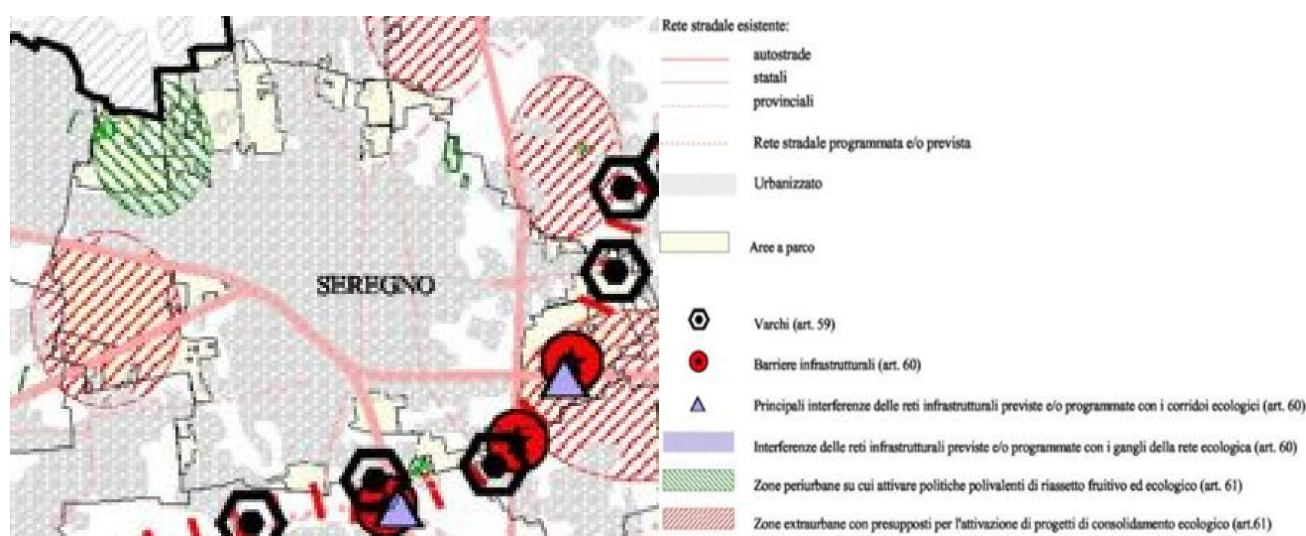 SEREGNO
Rete stradale esistente:
autostrade
statali
provinciali
Rete stradale programmata e/o prevista
Urbanizzato
Aree a parco
Varchi (art. 59)
Barriere infrastrutturali (art. 60)
Principali interferenze delle reti infrastrutturali previste e/o programmate con i corridoi ecologici (art. 60)
Interferenze delle reti infrastrutturali previste e/o programmate con i gangli della rete ecologica (art. 60)
Zone periurbane su cui attivare politiche polivalenti di riassetto fruitivo ed ecologico (art. 61)
Zone extraurbane con presupposti per l'attivazione di progetti di consolidamento ecologico (art.61)